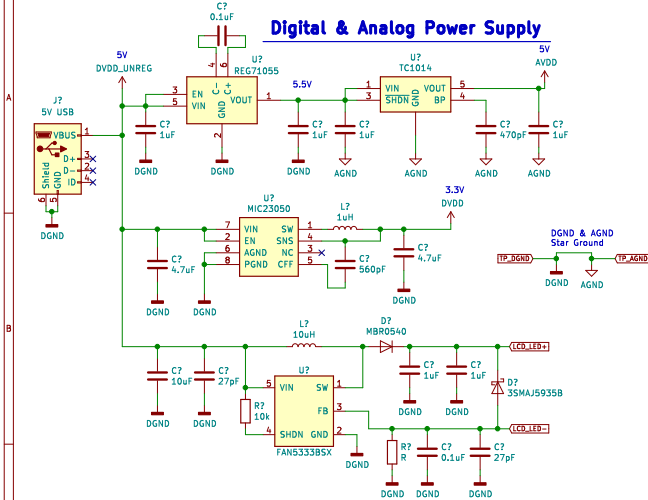 Digital & Analog Power Supply
C?
0.1uF
5V
DVDD_UNREG
U?
REG71055
4
6
C-
C+
3
EN
5
VIN
VOUT
1
GND
2
5.5V
U?
TC1014
1
VIN
VOUT
5
3
SHDN
BP
4
GND
5V
AVDD
A
J?
5V USB
VBUS
1
D+
3
D-
2
ID
4
Shield
GND
6
5
DGND
C?
1uF
DGND
DGND
C?
1uF
DGND
C?
1uF
AGND
AGND
C?
470pF
AGND
C?
1uF
AGND
U?
MIC23050
7
VIN
SW
1
2
EN
SNS
4
6
AGND
NC
3
8
PGND
CFF
5
L?
1uH
3.3V
DVDD
C?
4.7uF
DGND
DGND
C?
560pF
C?
4.7uF
DGND
DGND & AGND
Star Ground
TP_DGND
TP_AGND
DGND
AGND
B
L?
10uH
D?
MBR0540
C?
10uF
DGND
C?
27pF
DGND
U?
5
VIN
SW
1
FB
3
4
SHDN
GND
2
FAN5333BSX
R?
10k
DGND
C?
1uF
DGND
C?
1uF
DGND
LCD_LED+
D?
3SMAJ5935B
LCD_LED-
R?
R
DGND
C?
0.1uF
DGND
C?
27pF
DGND